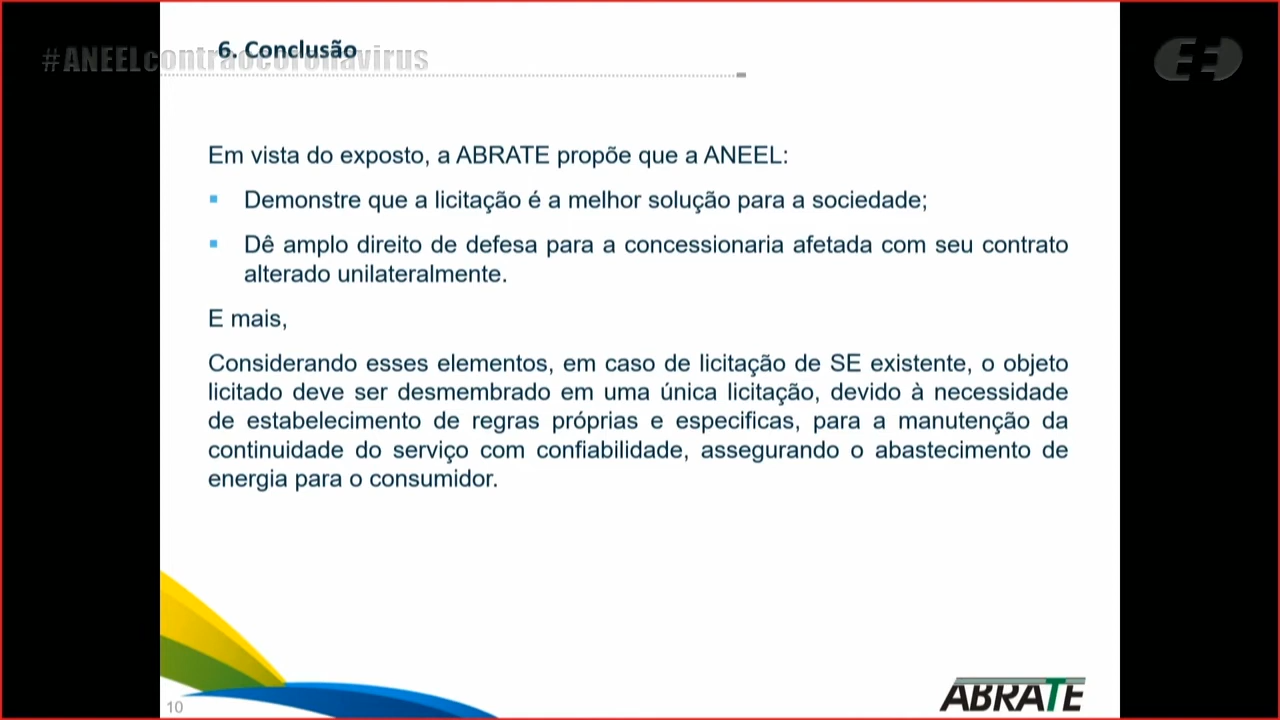 6. Conclusão
#ANEELcontraocoronavirus
Em vista do exposto, a ABRATE propõe que a ANEEL:
Demonstre que a licitação é a melhor solução para a sociedade;
Dê amplo direito de defesa para a concessionaria afetada com seu contrato
alterado unilateralmente.
E mais,
Considerando esses elementos, em caso de licitação de SE existente, o objeto
licitado deve ser desmembrado em uma única licitação, devido à necessidade
de estabelecimento de regras próprias e especificas, para a manutenção da
continuidade do serviço com confiabilidade, assegurando o abastecimento de
energia para o consumidor.
10
ABRATE